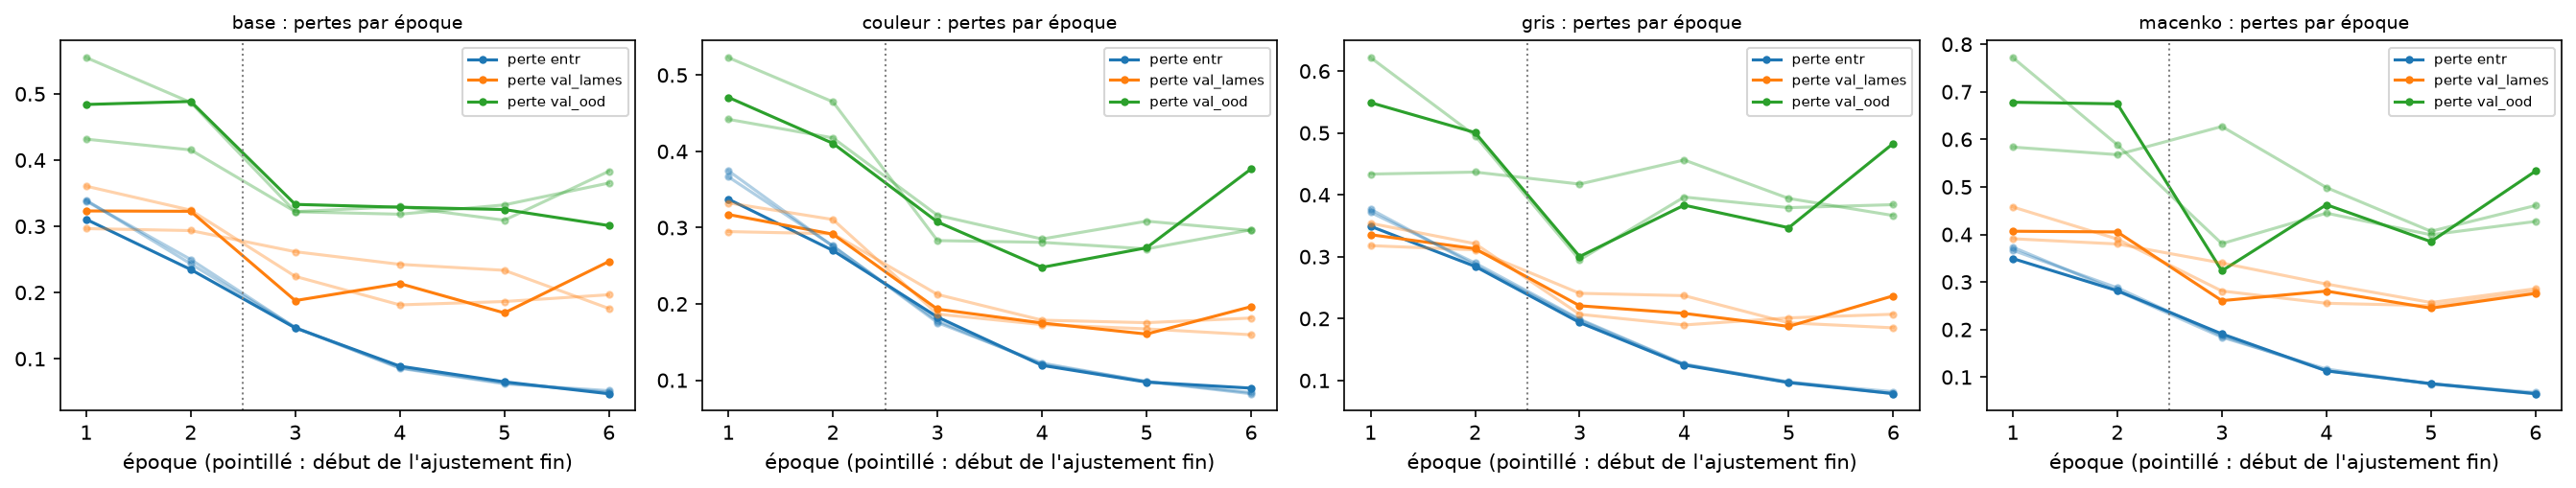 base : pertes par époque
perte entr
perte val_lames
perte val_ood
0.5
0.4
0.3
0.2
0.1
1 2 3 4 5 6
époque (pointillé : début de l'ajustement fin)
couleur : pertes par époque
perte entr
perte val_lames
perte val_ood
0.5
0.4
0.3
0.2
0.1
1 2 3 4 5 6
époque (pointillé : début de l'ajustement fin)
gris : pertes par époque
perte entr
perte val_lames
perte val_ood
0.6
0.5
0.4
0.3
0.2
0.1
1 2 3 4 5 6
époque (pointillé : début de l'ajustement fin)
macenko : pertes par époque
perte entr
perte val_lames
perte val_ood
0.8
0.7
0.6
0.5
0.4
0.3
0.2
0.1
1 2 3 4 5 6
époque (pointillé : début de l'ajustement fin)